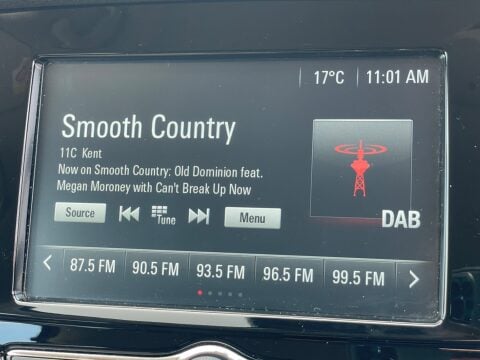 17°C 11:01 AM
Smooth Country
11C Kent
Now on Smooth Country: Old Dominion feat.
Megan Moroney with Can't Break Up Now
Source Tune Menu
DAB
87.5 FM 90.5 FM 93.5 FM 96.5 FM 99.5 FM